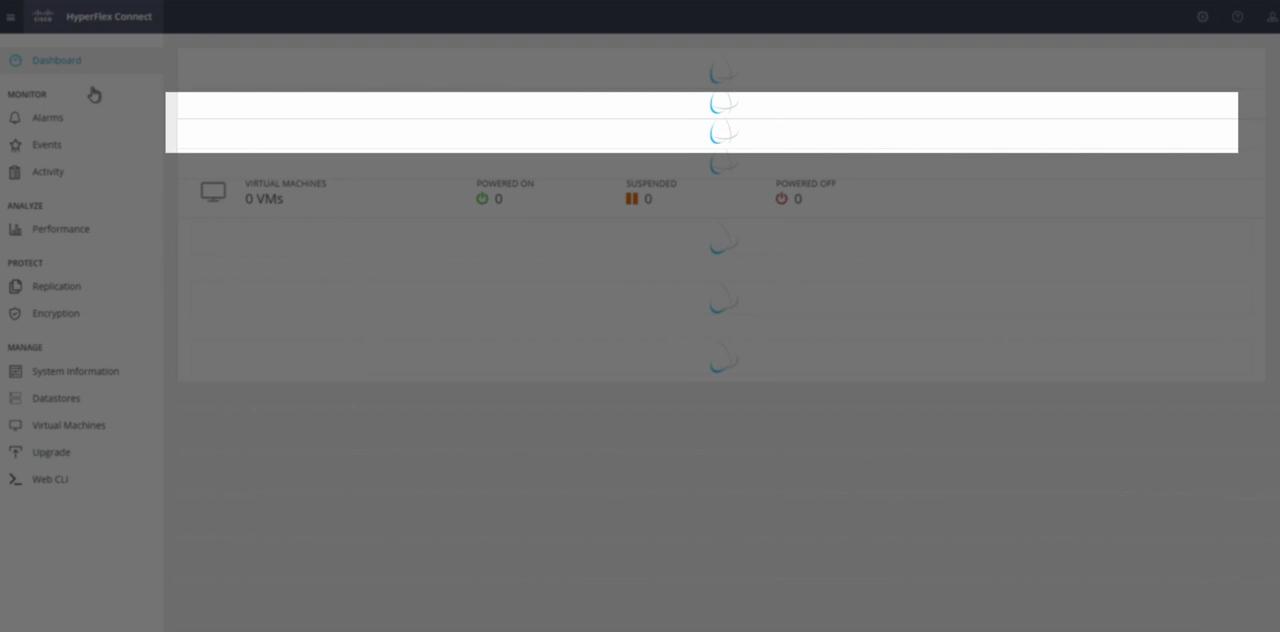 CISCO HyperFlex Connect
Dashboard
MONITOR
Alarms
Events
Activity
ANALYZE
Performance
PROTECT
Replication
Encryption
MANAGE
System Information
Datastores
Virtual Machines
Upgrade
Web CLI
VIRTUAL MACHINES
0 VMs
POWERED ON
0
SUSPENDED
0
POWERED OFF
0